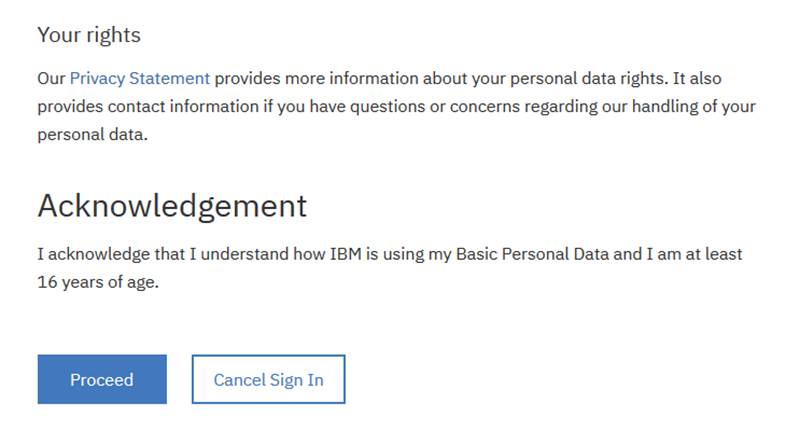 Your rights
Our Privacy Statement provides more information about your personal data rights. It also
provides contact information if you have questions or concerns regarding our handling of your
personal data.
Acknowledgement
I acknowledge that I understand how IBM is using my Basic Personal Data and I am at least
16 years of age.
Proceed
Cancel Sign In